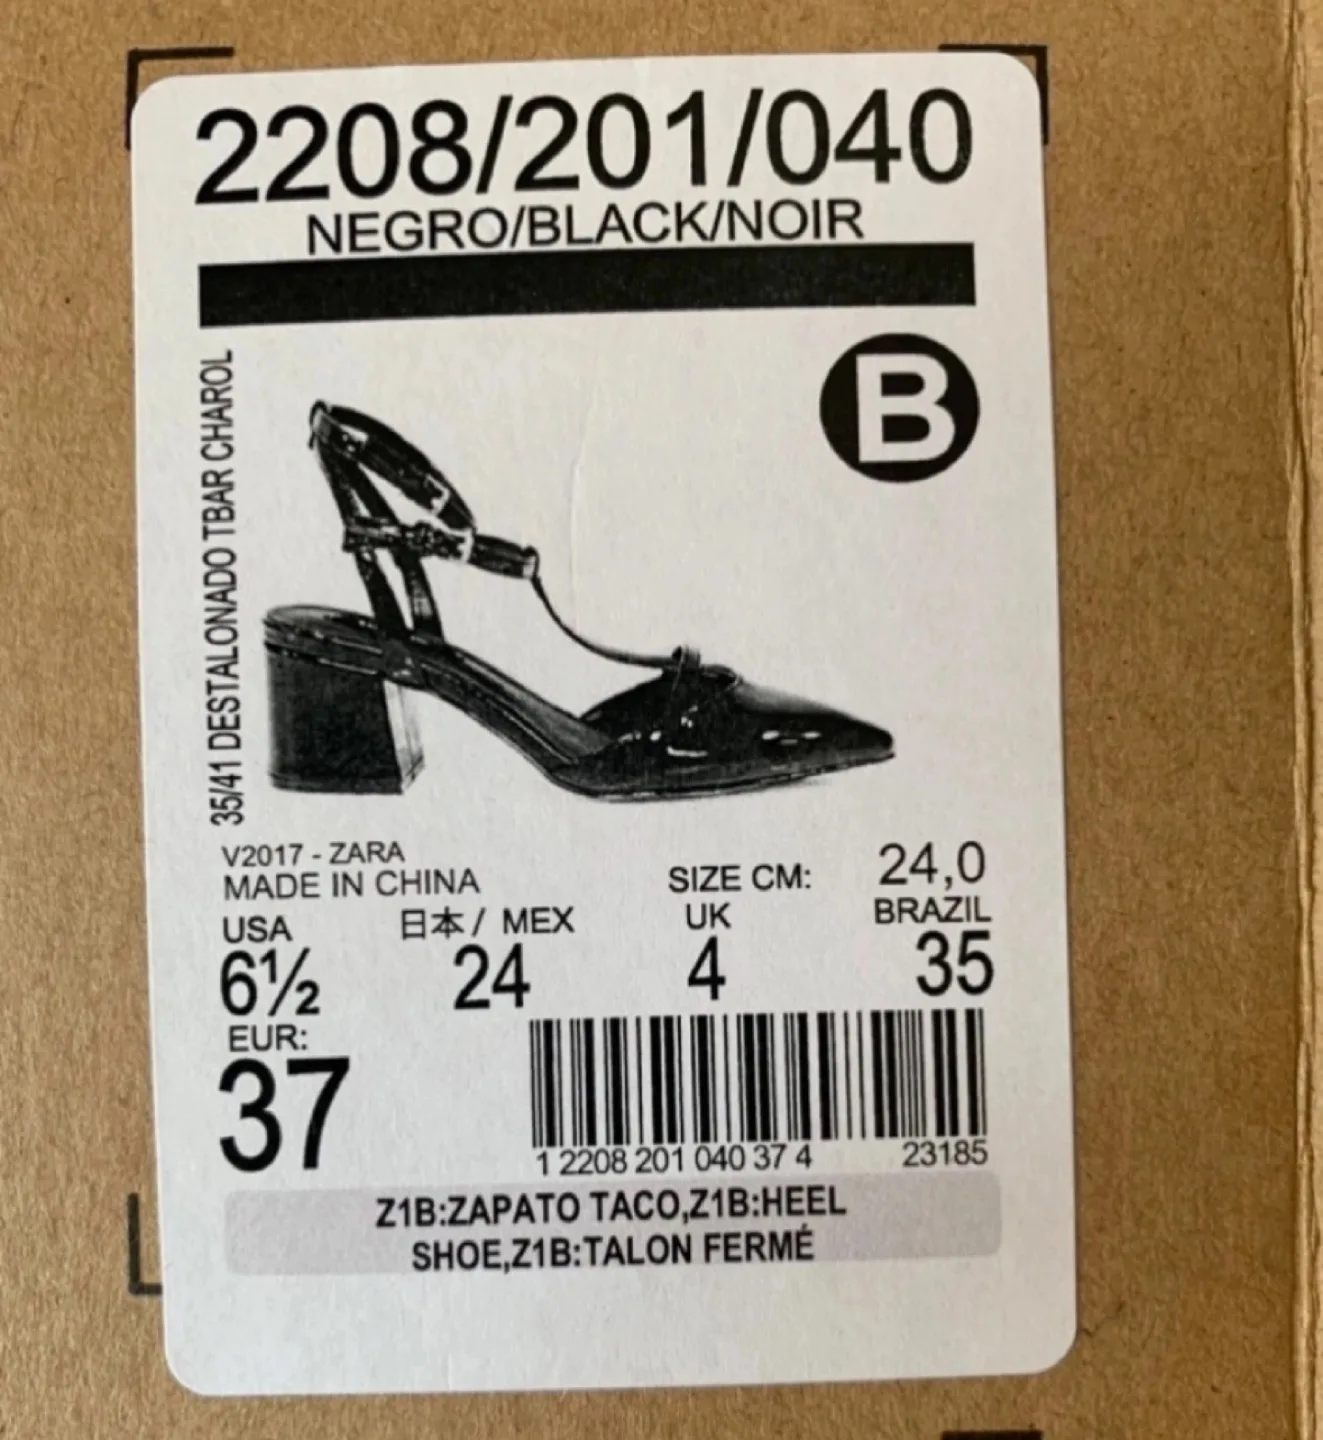 2208/201/040
NEGRO/BLACK/NOIR
B
35/41 DESTALONADO TBAR CHAROL
V2017 - ZARA
MADE IN CHINA
SIZE CM: 24,0
USA 日本/ MEX UK BRAZIL
6½ 24 4 35
EUR:
37
1 2208 201 040 37 4 23185
Z1B:ZAPATO TACO,Z1B:HEEL
SHOE,Z1B:TALON FERMÉ